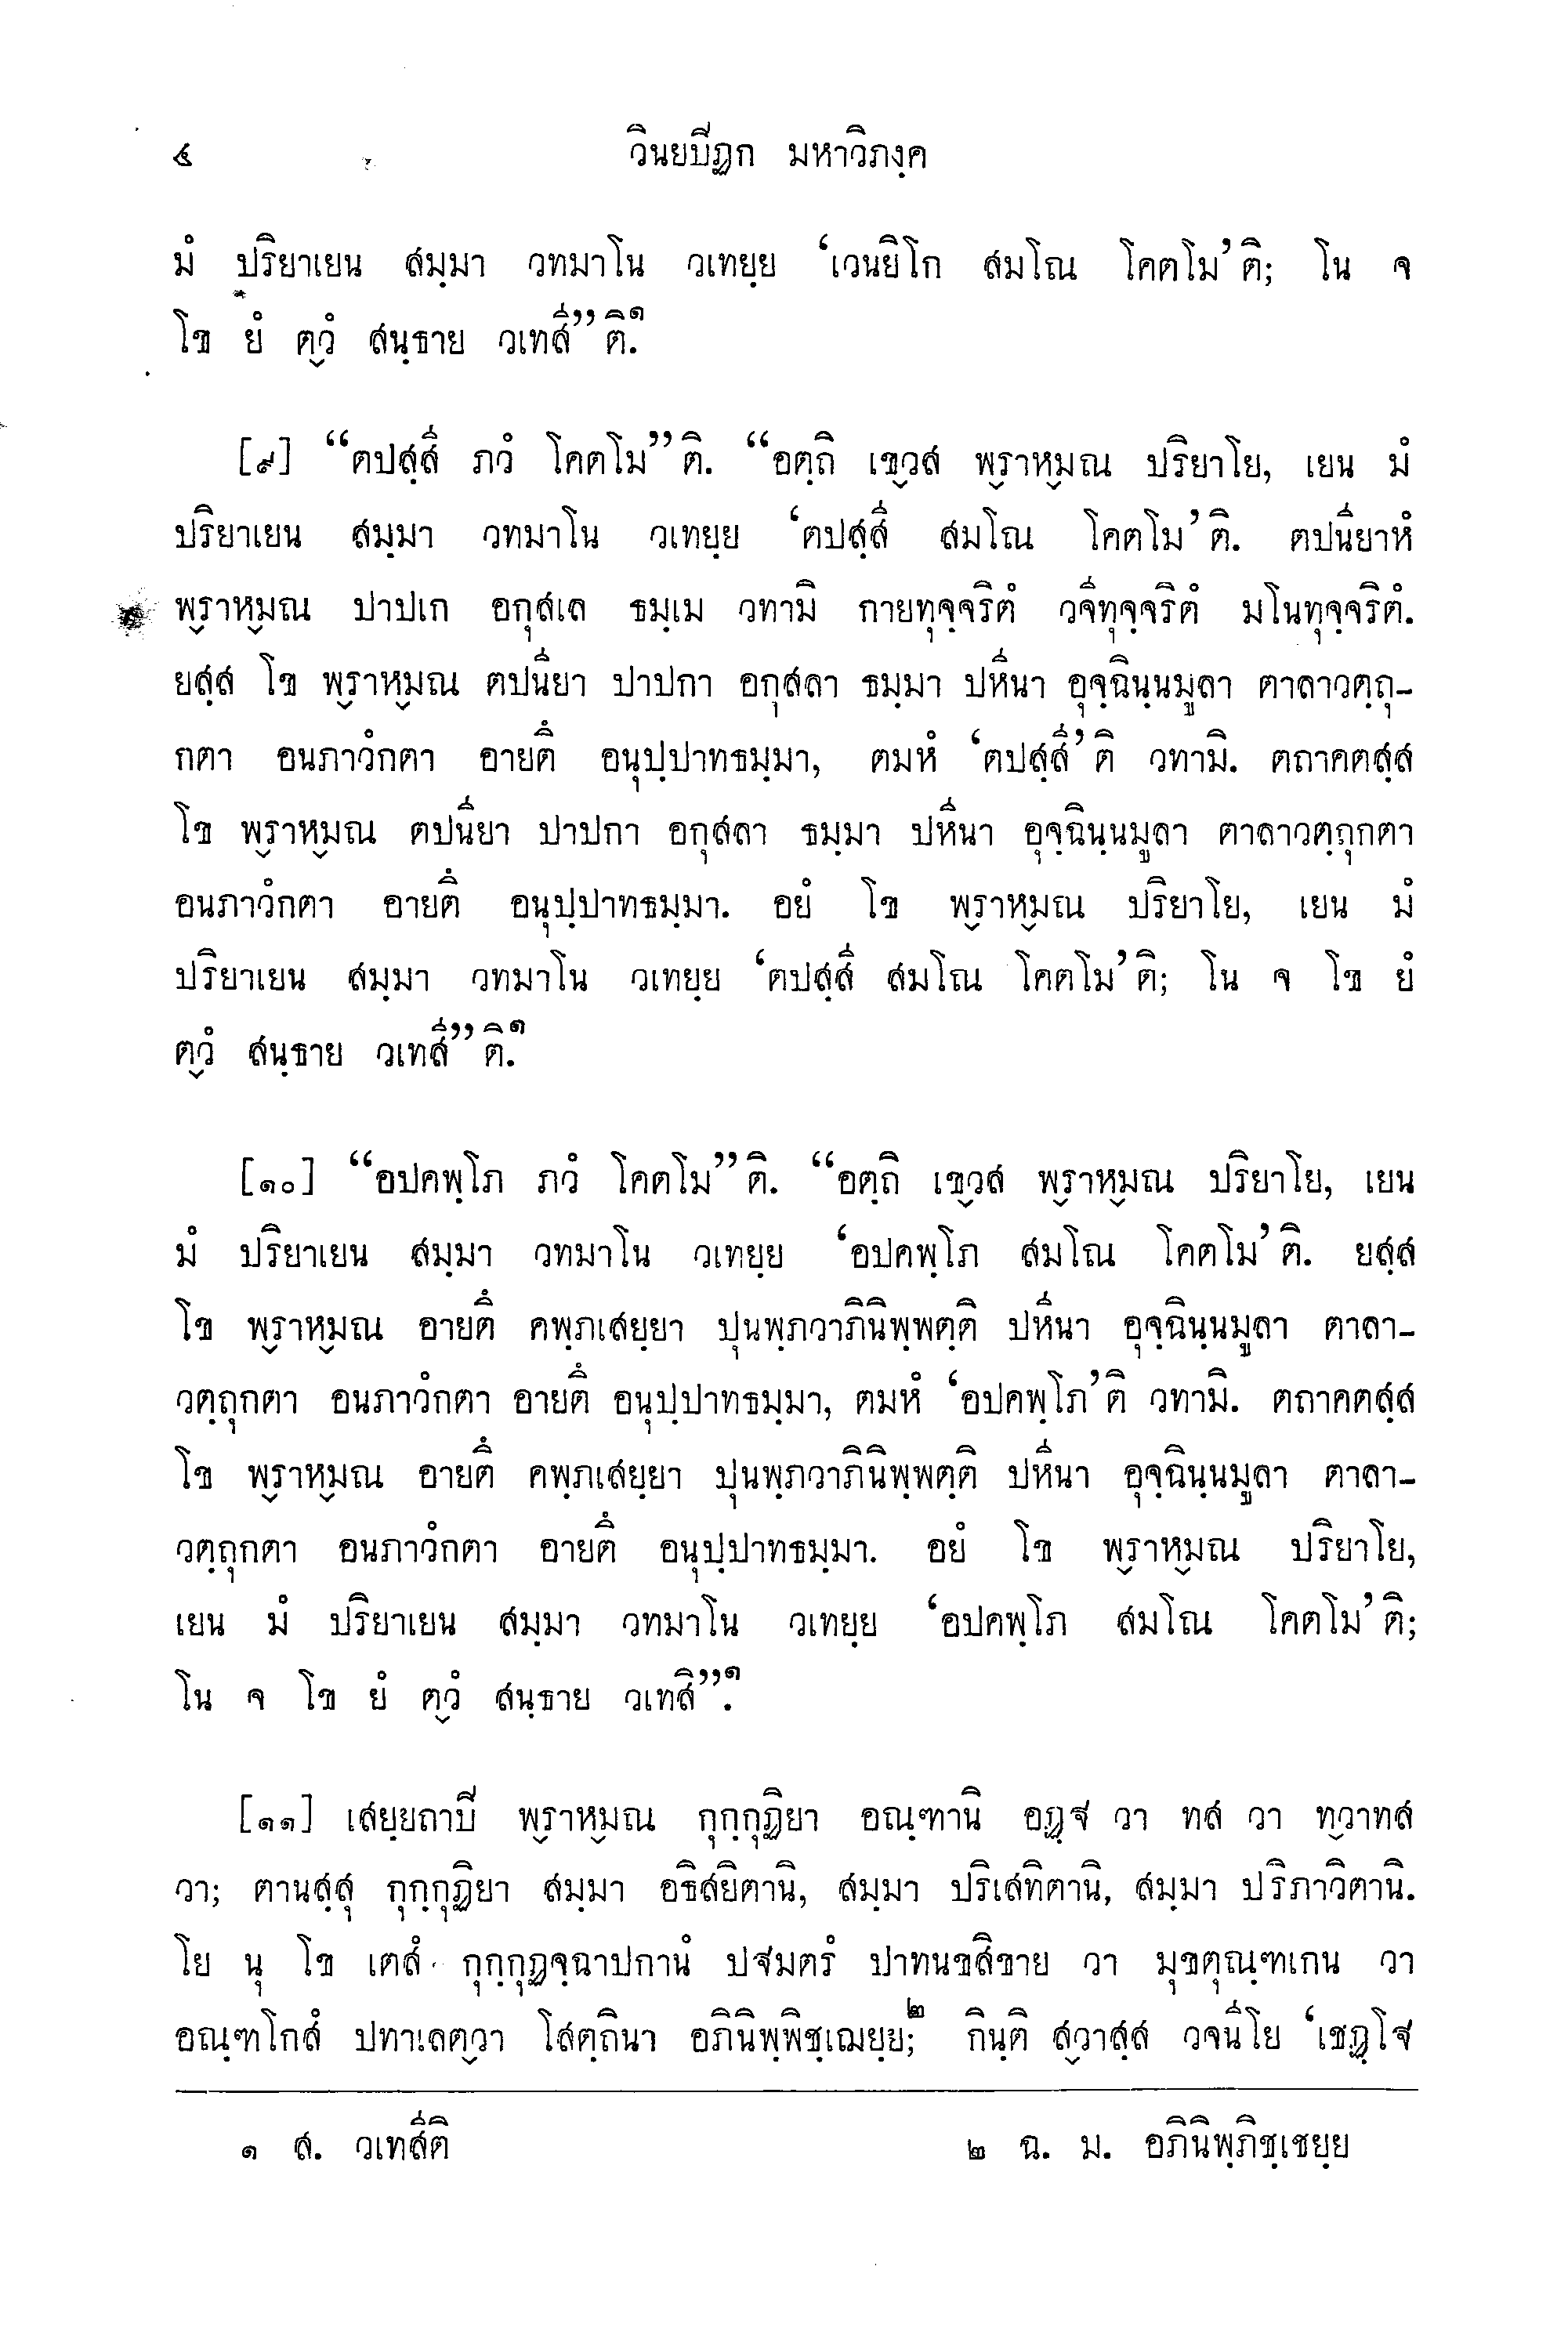 ๔ วินยปิฏก มหาวิภงฺค
มํ ปริยาเยน สมฺมา วทมาโน วเทยฺย ‘เวนยิโก สมโณ โคตโม’ติ; โน จ
โข ยํ ต๎วํ สนฺธาย วเทสี”ติ.๑
[๙] “ตปสฺสี ภวํ โคตโม”ติ. “อตฺถิ เข๎วส พ๎ราห๎มณ ปริยาโย, เยน มํ
ปริยาเยน สมฺมา วทมาโน วเทยฺย ‘ตปสฺสี สมโณ โคตโม’ติ. ตปนียาหํ
พ๎ราห๎มณ ปาปเก อกุสเล ธมฺเม วทามิ กายทุจฺจริตํ วจีทุจฺจริตํ มโนทุจฺจริตํ.
ยสฺส โข พ๎ราห๎มณ ตปนียา ปาปกา อกุสลา ธมฺมา ปหีนา อุจฺฉินฺนมูลา ตาลาวตฺถุ-
กตา อนภาวํกตา อายตึ อนุปฺปาทธมฺมา, ตมหํ ‘ตปสฺสี’ติ วทามิ. ตถาคตสฺส
โข พ๎ราห๎มณ ตปนียา ปาปกา อกุสลา ธมฺมา ปหีนา อุจฺฉินฺนมูลา ตาลาวตฺถุกตา
อนภาวํกตา อายตึ อนุปฺปาทธมฺมา. อยํ โข พ๎ราห๎มณ ปริยาโย, เยน มํ
ปริยาเยน สมฺมา วทมาโน วเทยฺย ‘ตปสฺสี สมโณ โคตโม’ติ; โน จ โข ยํ
ต๎วํ สนฺธาย วเทสี”ติ.๑
[๑๐] “อปคพฺโภ ภวํ โคตโม”ติ. “อตฺถิ เข๎วส พ๎ราห๎มณ ปริยาโย, เยน
มํ ปริยาเยน สมฺมา วทมาโน วเทยฺย ‘อปคพฺโภ สมโณ โคตโม’ติ. ยสฺส
โข พ๎ราห๎มณ อายตึ คพฺภเสยฺยา ปุนพฺภวาภินิพฺพตฺติ ปหีนา อุจฺฉินฺนมูลา ตาลา-
วตฺถุกตา อนภาวํกตา อายตึ อนุปฺปาทธมฺมา, ตมหํ ‘อปคพฺโภ’ติ วทามิ. ตถาคตสฺส
โข พ๎ราห๎มณ อายตึ คพฺภเสยฺยา ปุนพฺภวาภินิพฺพตฺติ ปหีนา อุจฺฉินฺนมูลา ตาลา-
วตฺถุกตา อนภาวํกตา อายตึ อนุปฺปาทธมฺมา. อยํ โข พ๎ราห๎มณ ปริยาโย,
เยน มํ ปริยาเยน สมฺมา วทมาโน วเทยฺย ‘อปคพฺโภ สมโณ โคตโม’ติ;
โน จ โข ยํ ต๎วํ สนฺธาย วเทสิ”.๑
[๑๑] เสยฺยถาปิ พ๎ราห๎มณ กุกฺกุฏิยา อณฺฑานิ อฏฺฐ วา ทส วา ท๎วาทส
วา; ตานสฺสุ กุกฺกุฏิยา สมฺมา อธิสยิตานิ, สมฺมา ปริเสทิตานิ, สมฺมา ปริภาวิตานิ.
โย นุ โข เตสํ กุกฺกุฏจฺฉาปกานํ ปฐมตรํ ปาทนขสิขาย วา มุขตุณฺฑเกน วา
อณฺฑโกสํ ปทาเลต๎วา โสตฺถินา อภินิพฺพิชฺเฌยฺย;๒ กินฺติ ส๎วาสฺส วจนีโย ‘เชฏฺโฐ
๑ ส. วเทสีติ ๒ ฉ. ม. อภินิพฺภิชฺเชยฺย